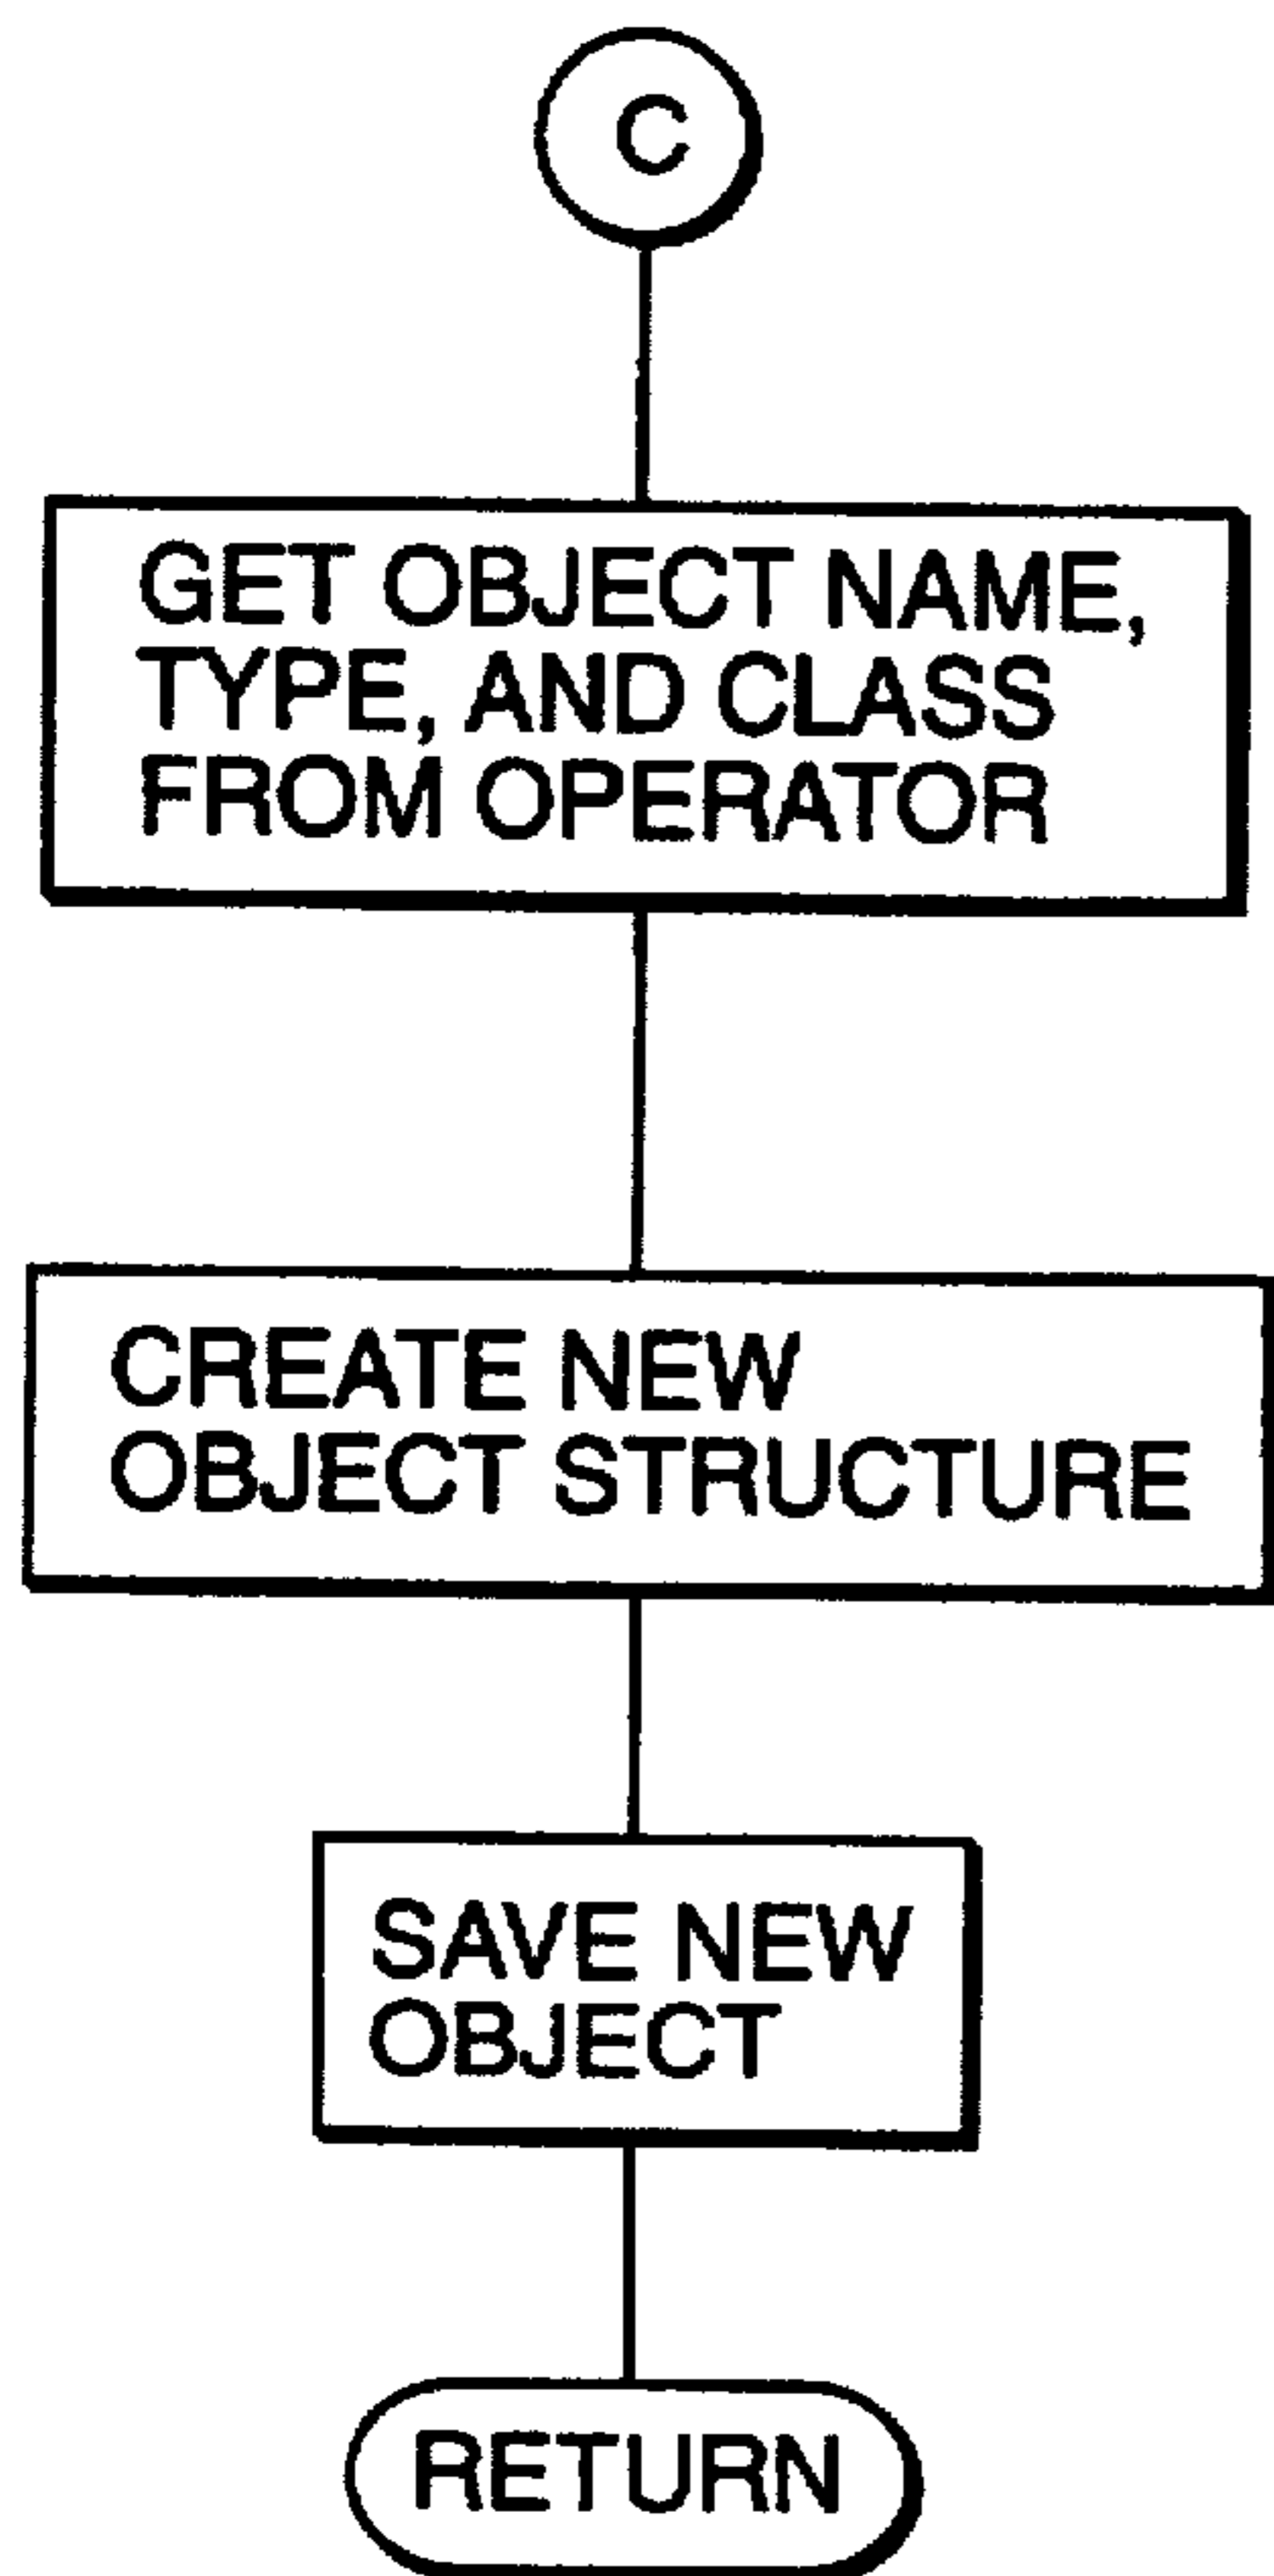 C
GET OBJECT NAME,
TYPE, AND CLASS
FROM OPERATOR
CREATE NEW
OBJECT STRUCTURE
SAVE NEW
OBJECT
RETURN